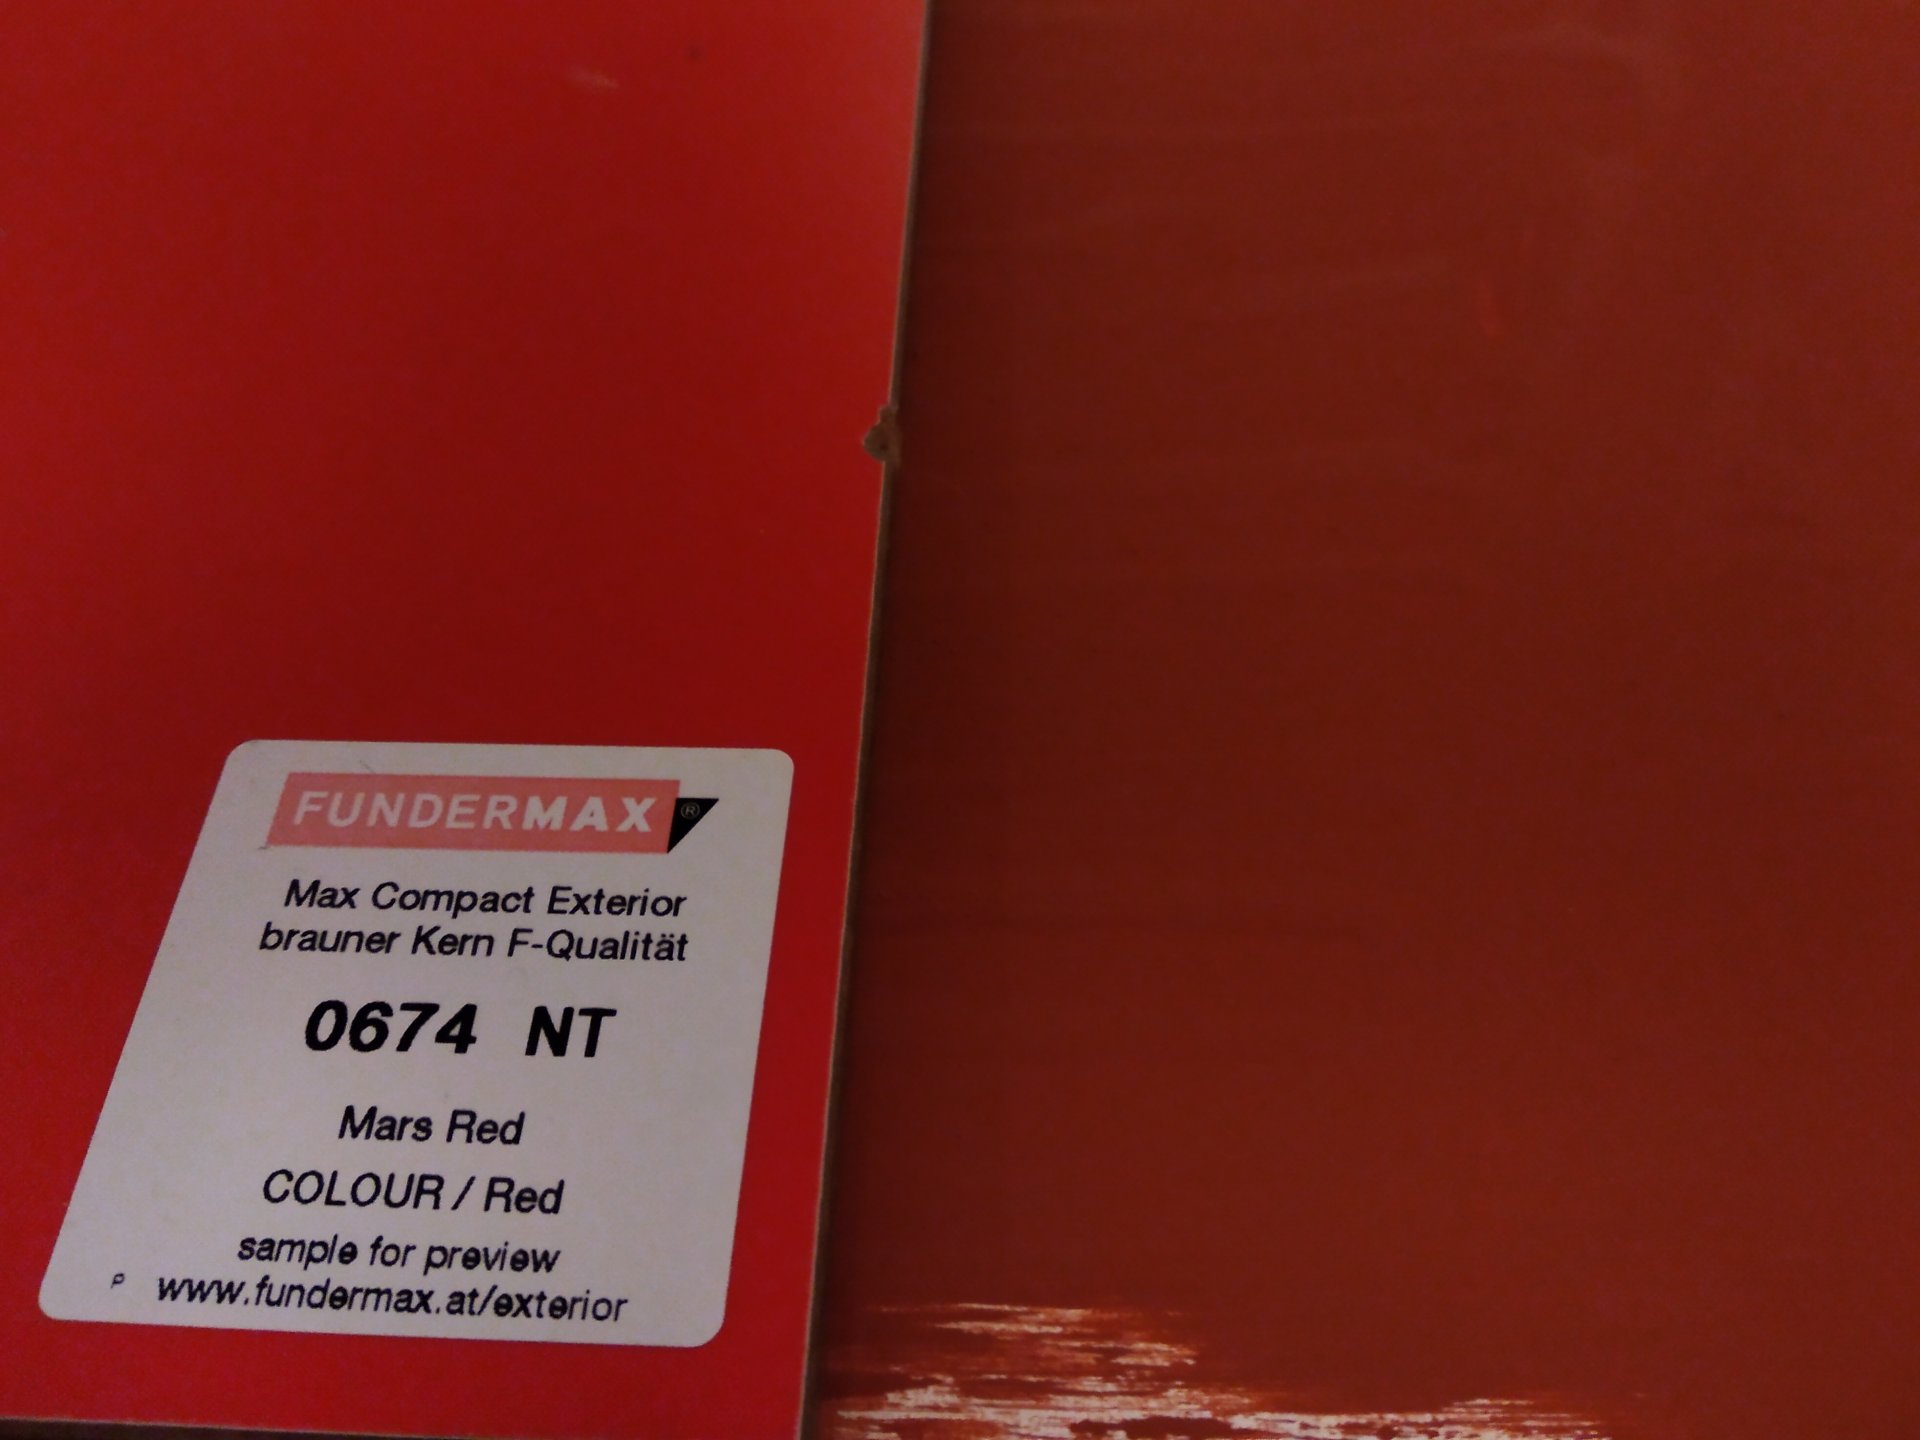 FUNDERMAX®
Max Compact Exterior
brauner Kern F-Qualität
0674 NT
Mars Red
COLOUR / Red
sample for preview
P www.fundermax.at/exterior